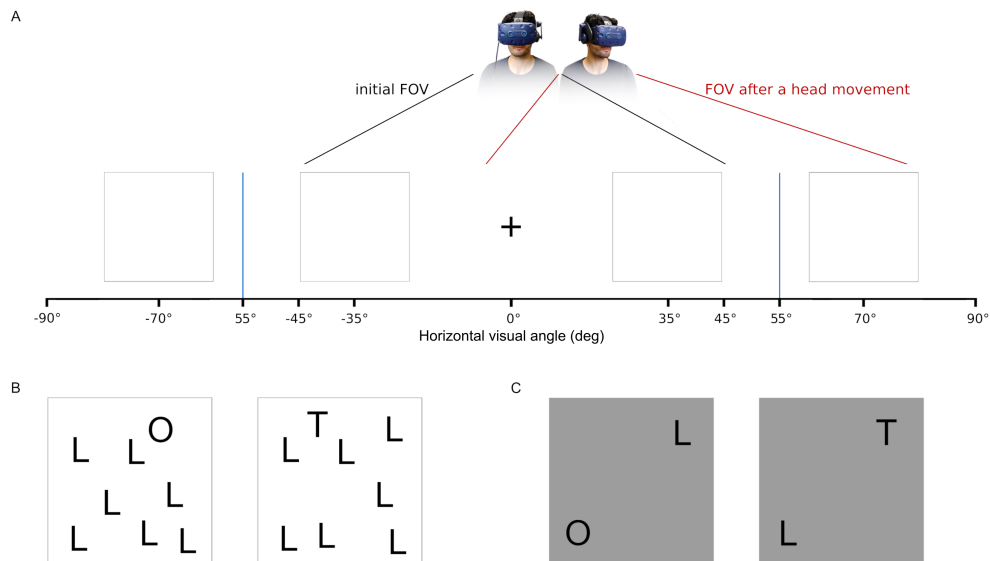 A
initial FOV
FOV after a head movement
+
-90° -70° 55° -45° -35° 0° 35° 45° 55° 70° 90°
Horizontal visual angle (deg)
B
C
O
L L L
L L
L L L
T L
L L
L
L L L
L
O
T
L